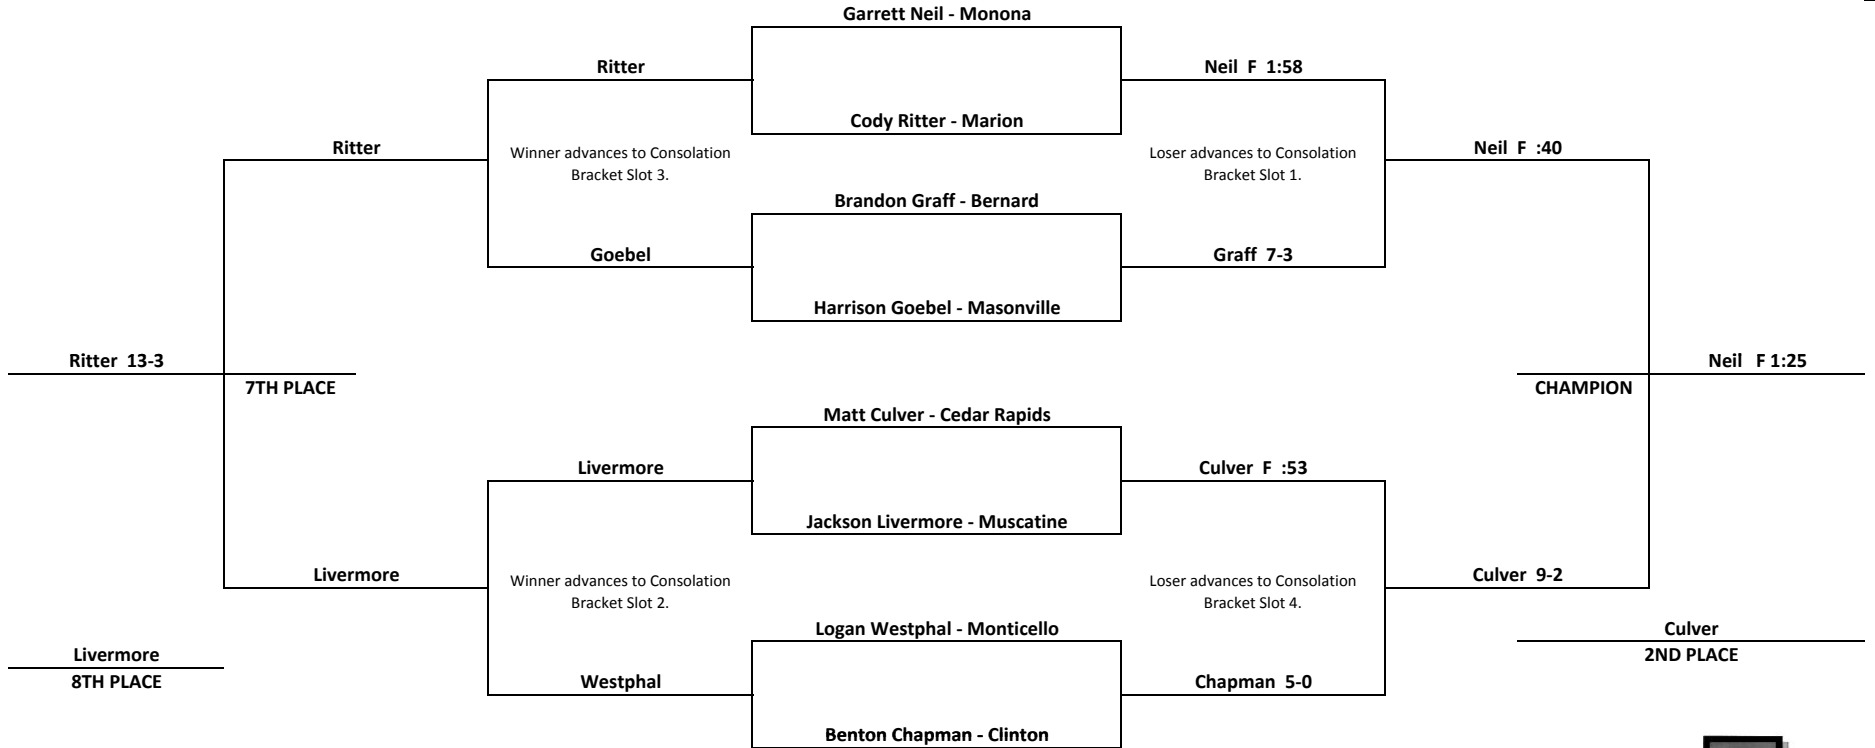 Garrett Neil - Monona
Ritter
Neil F 1:58
Cody Ritter - Marion
Ritter
Winner advances to Consolation
Bracket Slot 3.
Loser advances to Consolation
Bracket Slot 1.
Neil F :40
Brandon Graff - Bernard
Goebel
Graff 7-3
Harrison Goebel - Masonville
Ritter 13-3
7TH PLACE
Neil F 1:25
CHAMPION
Matt Culver - Cedar Rapids
Livermore
Culver F :53
Jackson Livermore - Muscatine
Livermore
Winner advances to Consolation
Bracket Slot 2.
Loser advances to Consolation
Bracket Slot 4.
Culver 9-2
Logan Westphal - Monticello
Livermore
8TH PLACE
Culver
2ND PLACE
Westphal
Chapman 5-0
Benton Chapman - Clinton